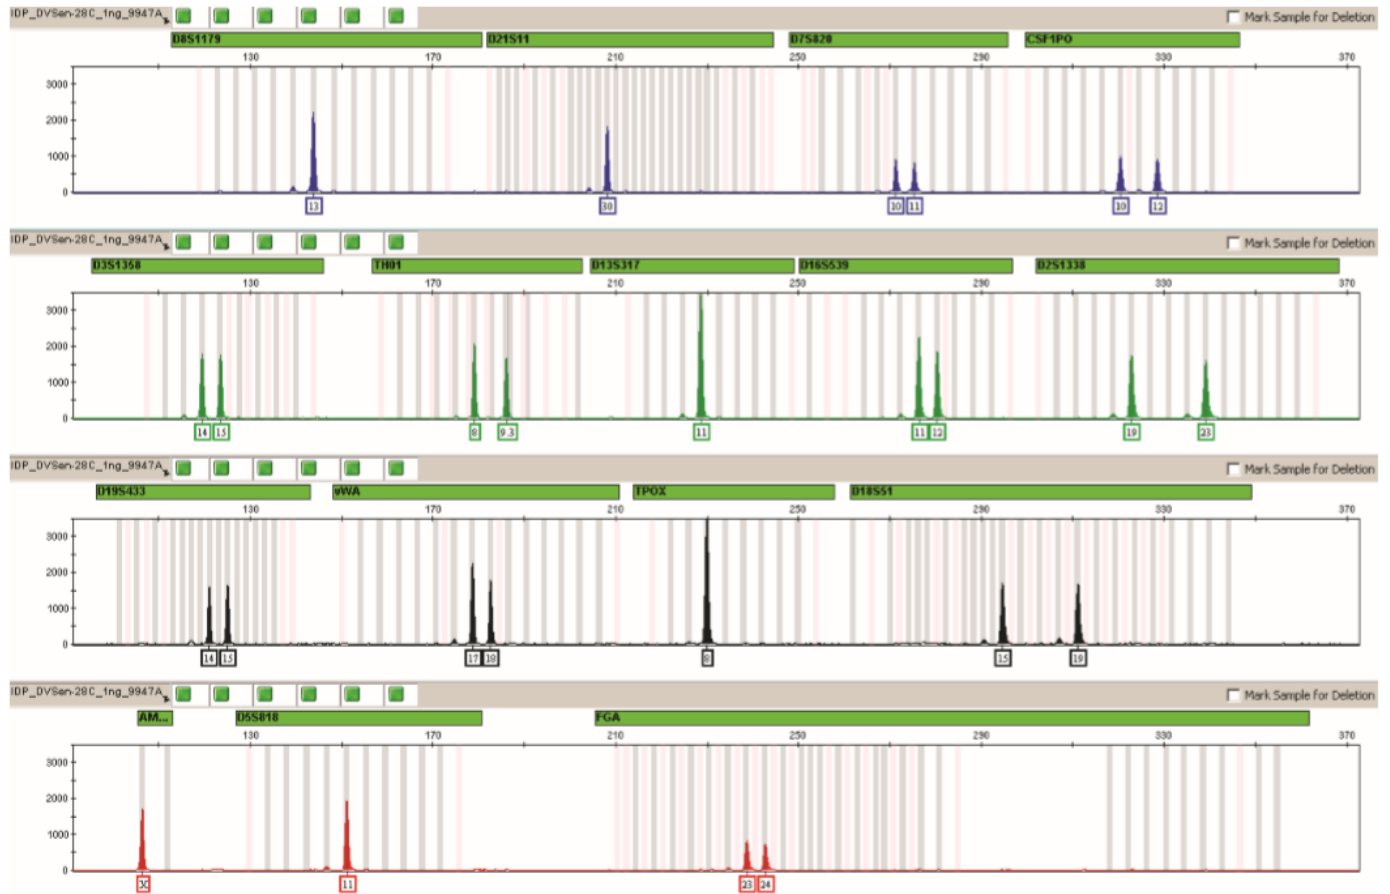 IDP_DVSen-28C_1ng_9947A Mark Sample for Deletion
D8S1179 D21S11 D7S820 CSF1PO
130 170 210 250 290 330 370
3000
2000
1000
0
13 30 10 11 10 12
IDP_DVSen-28C_1ng_9947A Mark Sample for Deletion
D3S1358 TH01 D13S317 D16S539 D2S1338
130 170 210 250 290 330 370
3000
2000
1000
0
14 15 8 9.3 11 11 12 19 23
IDP_DVSen-28C_1ng_9947A Mark Sample for Deletion
D19S433 vWA TPOX D18S51
130 170 210 250 290 330 370
3000
2000
1000
0
14 15 17 18 8 15 19
IDP_DVSen-28C_1ng_9947A Mark Sample for Deletion
AM... D5S818 FGA
130 170 210 250 290 330 370
3000
2000
1000
0
X 11 23 24